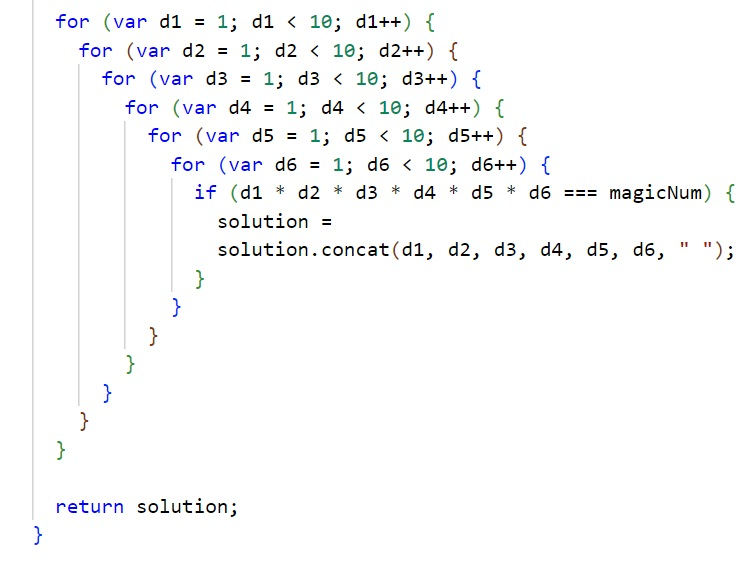 for (var d1 = 1; d1 < 10; d1++) {
for (var d2 = 1; d2 < 10; d2++) {
for (var d3 = 1; d3 < 10; d3++) {
for (var d4 = 1; d4 < 10; d4++) {
for (var d5 = 1; d5 < 10; d5++) {
for (var d6 = 1; d6 < 10; d6++) {
if (d1 * d2 * d3 * d4 * d5 * d6 === magicNum) {
solution =
solution.concat(d1, d2, d3, d4, d5, d6, " ");
}
}
}
}
}
}
}
return solution;
}